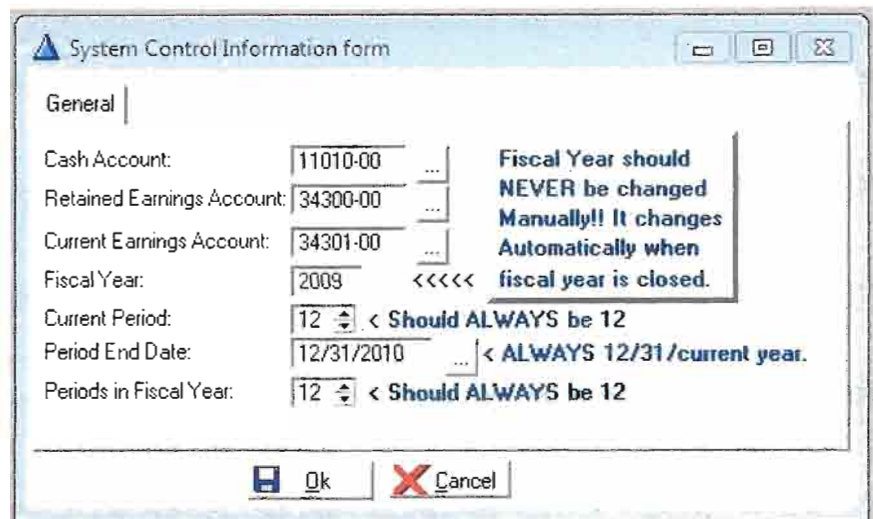 System Control Information form
General
Cash Account: 11010-00 ...
Retained Earnings Account: 34300-00 ...
Current Earnings Account: 34301-00 ...
Fiscal Year: 2009 <<<<<
Fiscal Year should
NEVER be changed
Manually!! It changes
Automatically when
fiscal year is closed.
Current Period: 12 < Should ALWAYS be 12
Period End Date: 12/31/2010 ... < ALWAYS 12/31/current year.
Periods in Fiscal Year: 12 < Should ALWAYS be 12
Ok Cancel